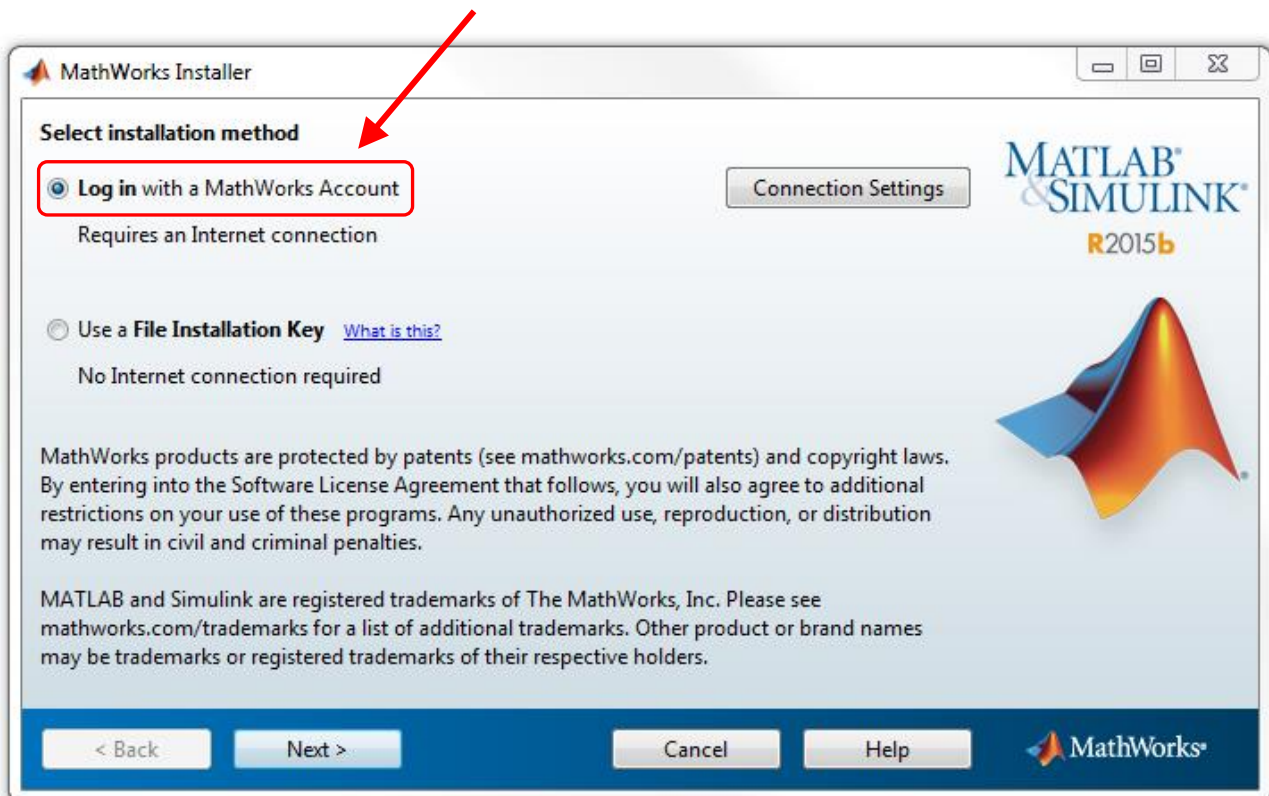 MathWorks Installer
Select installation method
Log in with a MathWorks Account
Connection Settings
Requires an Internet connection
MATLAB®
&SIMULINK®
R2015b
Use a File Installation Key What is this?
No Internet connection required
MathWorks products are protected by patents (see mathworks.com/patents) and copyright laws.
By entering into the Software License Agreement that follows, you will also agree to additional
restrictions on your use of these programs. Any unauthorized use, reproduction, or distribution
may result in civil and criminal penalties.
MATLAB and Simulink are registered trademarks of The MathWorks, Inc. Please see
mathworks.com/trademarks for a list of additional trademarks. Other product or brand names
may be trademarks or registered trademarks of their respective holders.
< Back Next > Cancel Help MathWorks®